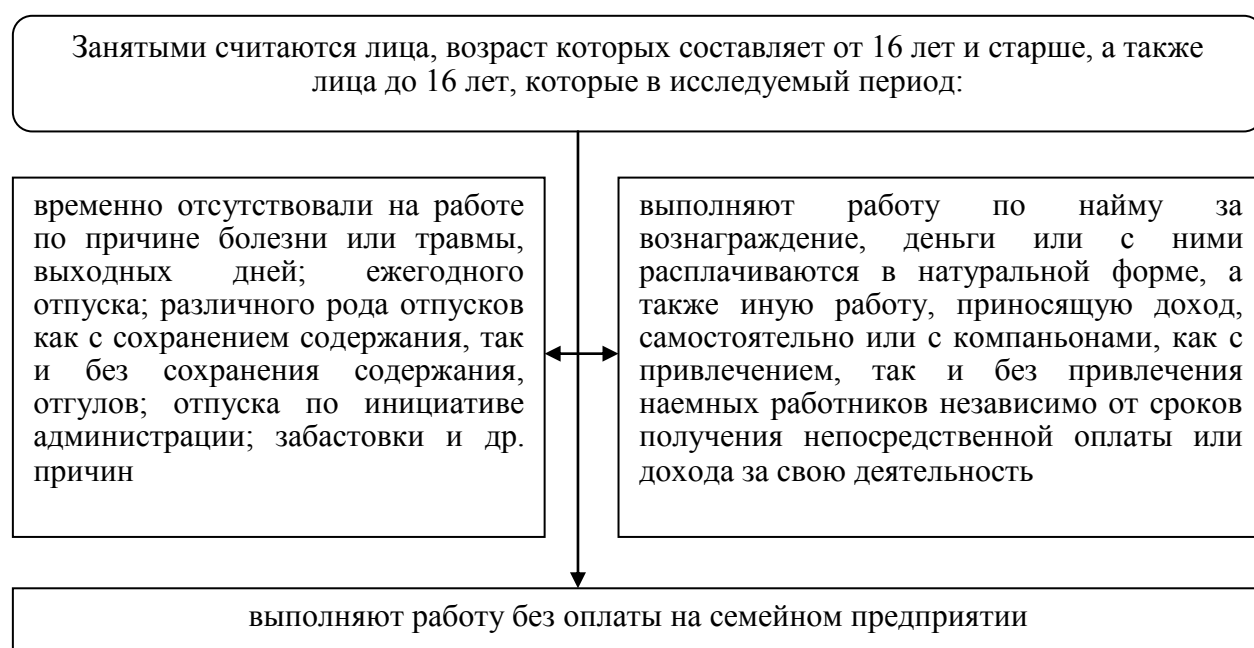 Занятыми считаются лица, возраст которых составляет от 16 лет и старше, а также
лица до 16 лет, которые в исследуемый период:
временно отсутствовали на работе
по причине болезни или травмы,
выходных дней; ежегодного
отпуска; различного рода отпусков
как с сохранением содержания, так
и без сохранения содержания,
отгулов; отпуска по инициативе
администрации; забастовки и др.
причин
выполняют работу по найму за
вознаграждение, деньги или с ними
расплачиваются в натуральной форме, а
также иную работу, приносящую доход,
самостоятельно или с компаньонами, как с
привлечением, так и без привлечения
наемных работников независимо от сроков
получения непосредственной оплаты или
дохода за свою деятельность
выполняют работу без оплаты на семейном предприятии